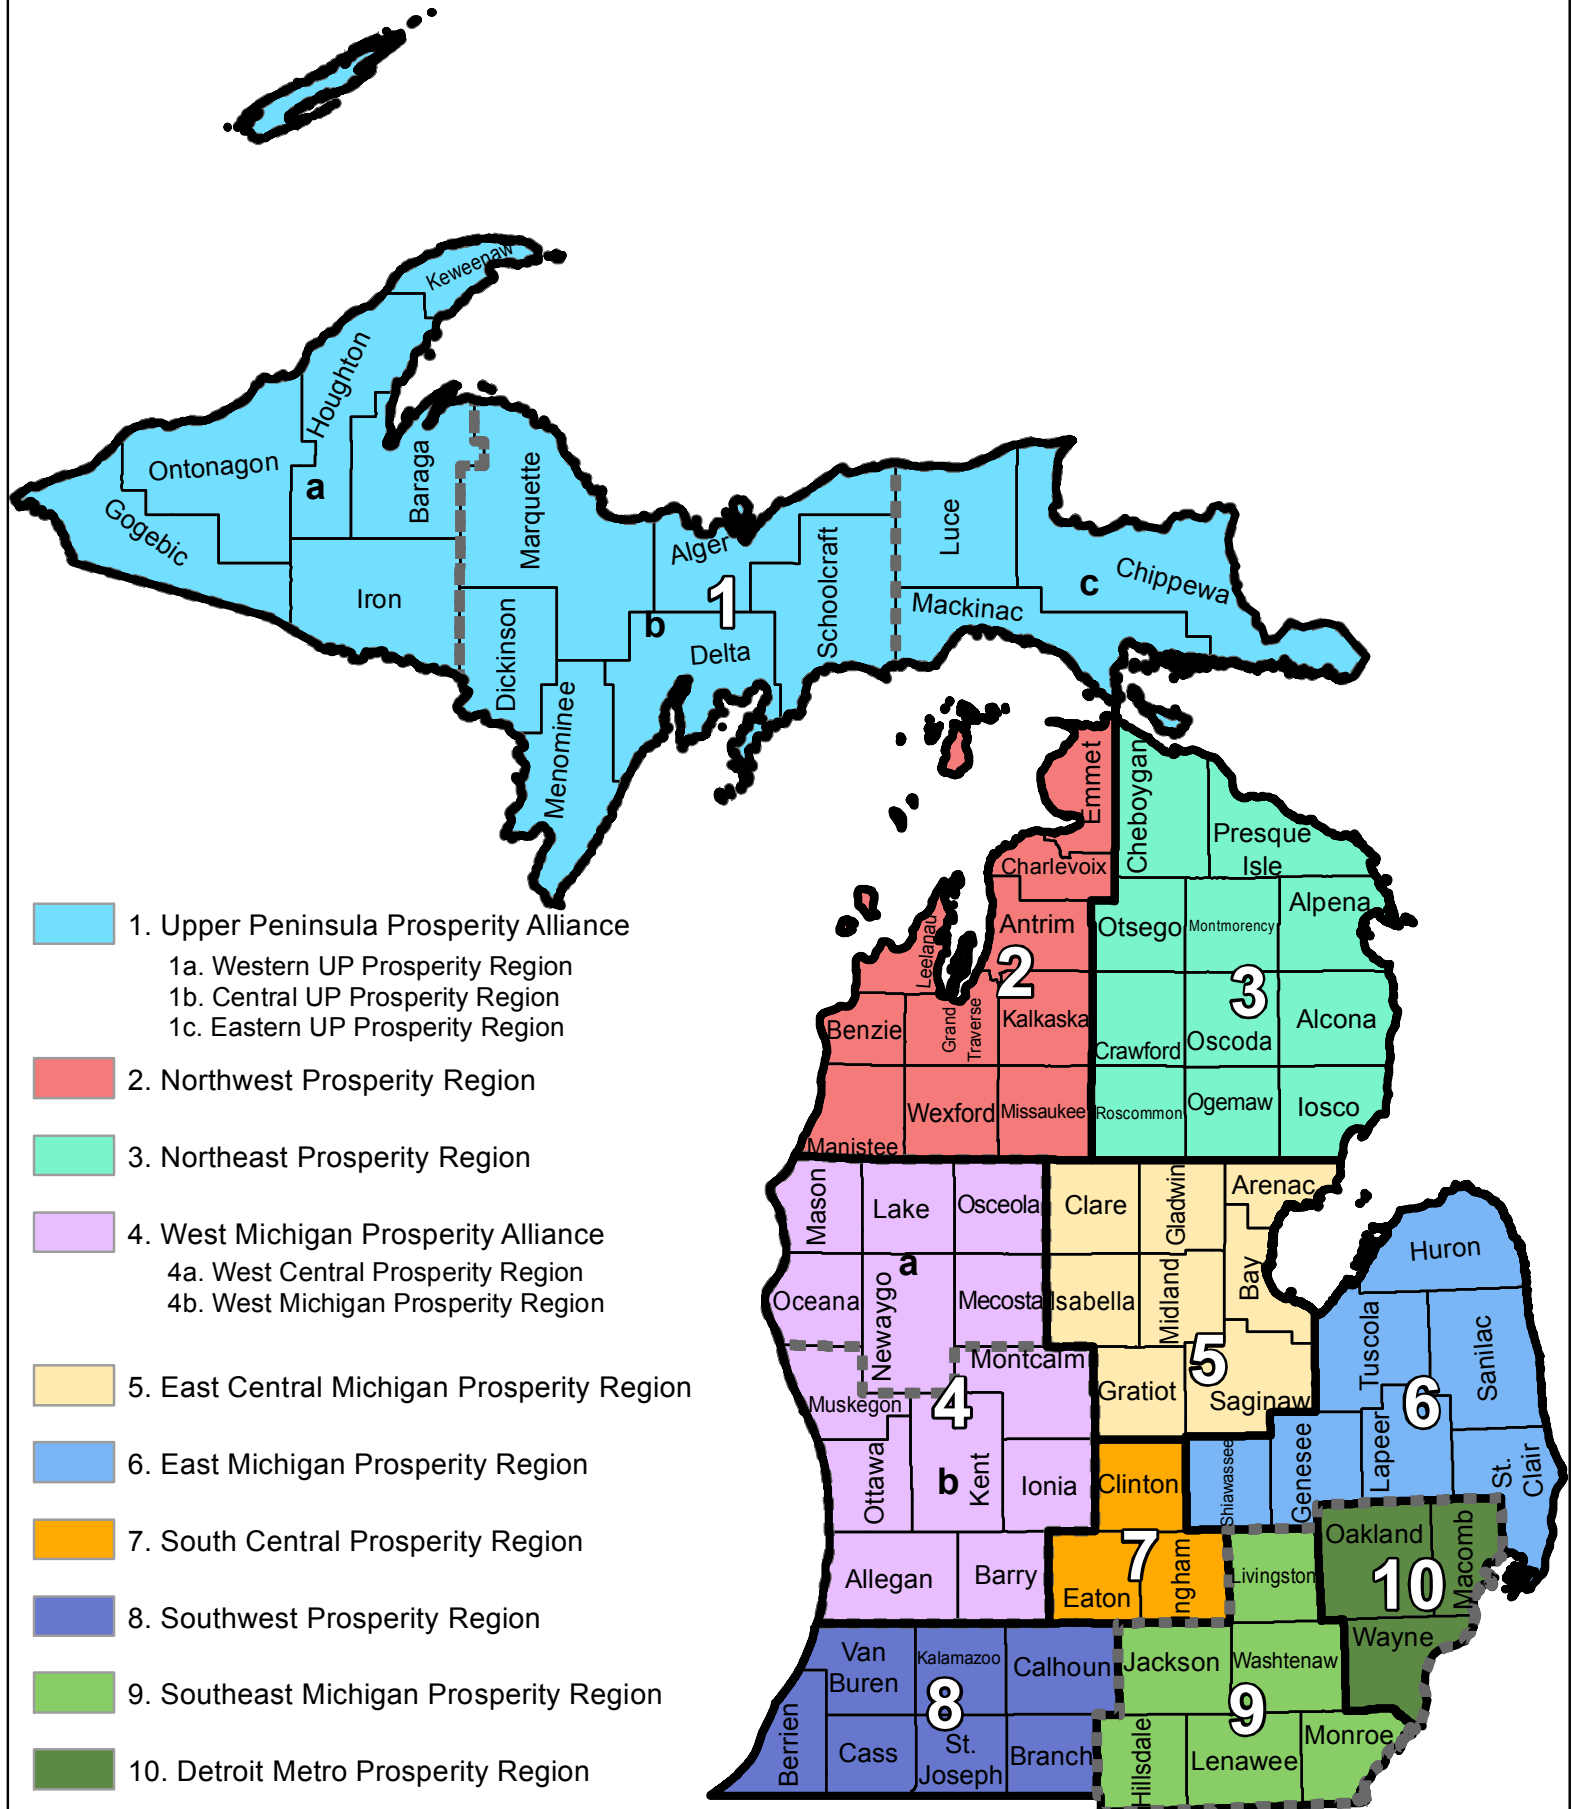 Keweenaw
Houghton
Ontonagon
a
Baraga
Marquette
Gogebic
Iron
Alger
Luce
Chippewa
c
Mackinac
Schoolcraft
1
b
Delta
Dickinson
Menominee
Emmet
Cheboygan
Presque
Isle
Charlevoix
Antrim
Otsego
Montmorency
Alpena
Leelanau
2
3
Benzie
Grand
Traverse
Kalkaska
Crawford
Oscoda
Alcona
Manistee
Wexford
Missaukee
Roscommon
Ogemaw
Iosco
1. Upper Peninsula Prosperity Alliance
1a. Western UP Prosperity Region
1b. Central UP Prosperity Region
1c. Eastern UP Prosperity Region
2. Northwest Prosperity Region
3. Northeast Prosperity Region
4. West Michigan Prosperity Alliance
4a. West Central Prosperity Region
4b. West Michigan Prosperity Region
5. East Central Michigan Prosperity Region
6. East Michigan Prosperity Region
7. South Central Prosperity Region
8. Southwest Prosperity Region
9. Southeast Michigan Prosperity Region
10. Detroit Metro Prosperity Region
Mason
Lake
Osceola
Clare
Gladwin
Arenac
Huron
a
Oceana
Newaygo
Mecosta
Isabella
Midland
Bay
Tuscola
Sanilac
Montcalm
5
Muskegon
4
Gratiot
Saginaw
6
Ottawa
b
Kent
Ionia
Clinton
Shiawassee
Genesee
Lapeer
St.
Clair
Allegan
Barry
Eaton
7
ngham
Livingston
Oakland
10
Macomb
Wayne
Van
Buren
Kalamazoo
Calhoun
Jackson
Washtenaw
8
9
Berrien
Cass
St.
Joseph
Branch
Hillsdale
Lenawee
Monroe